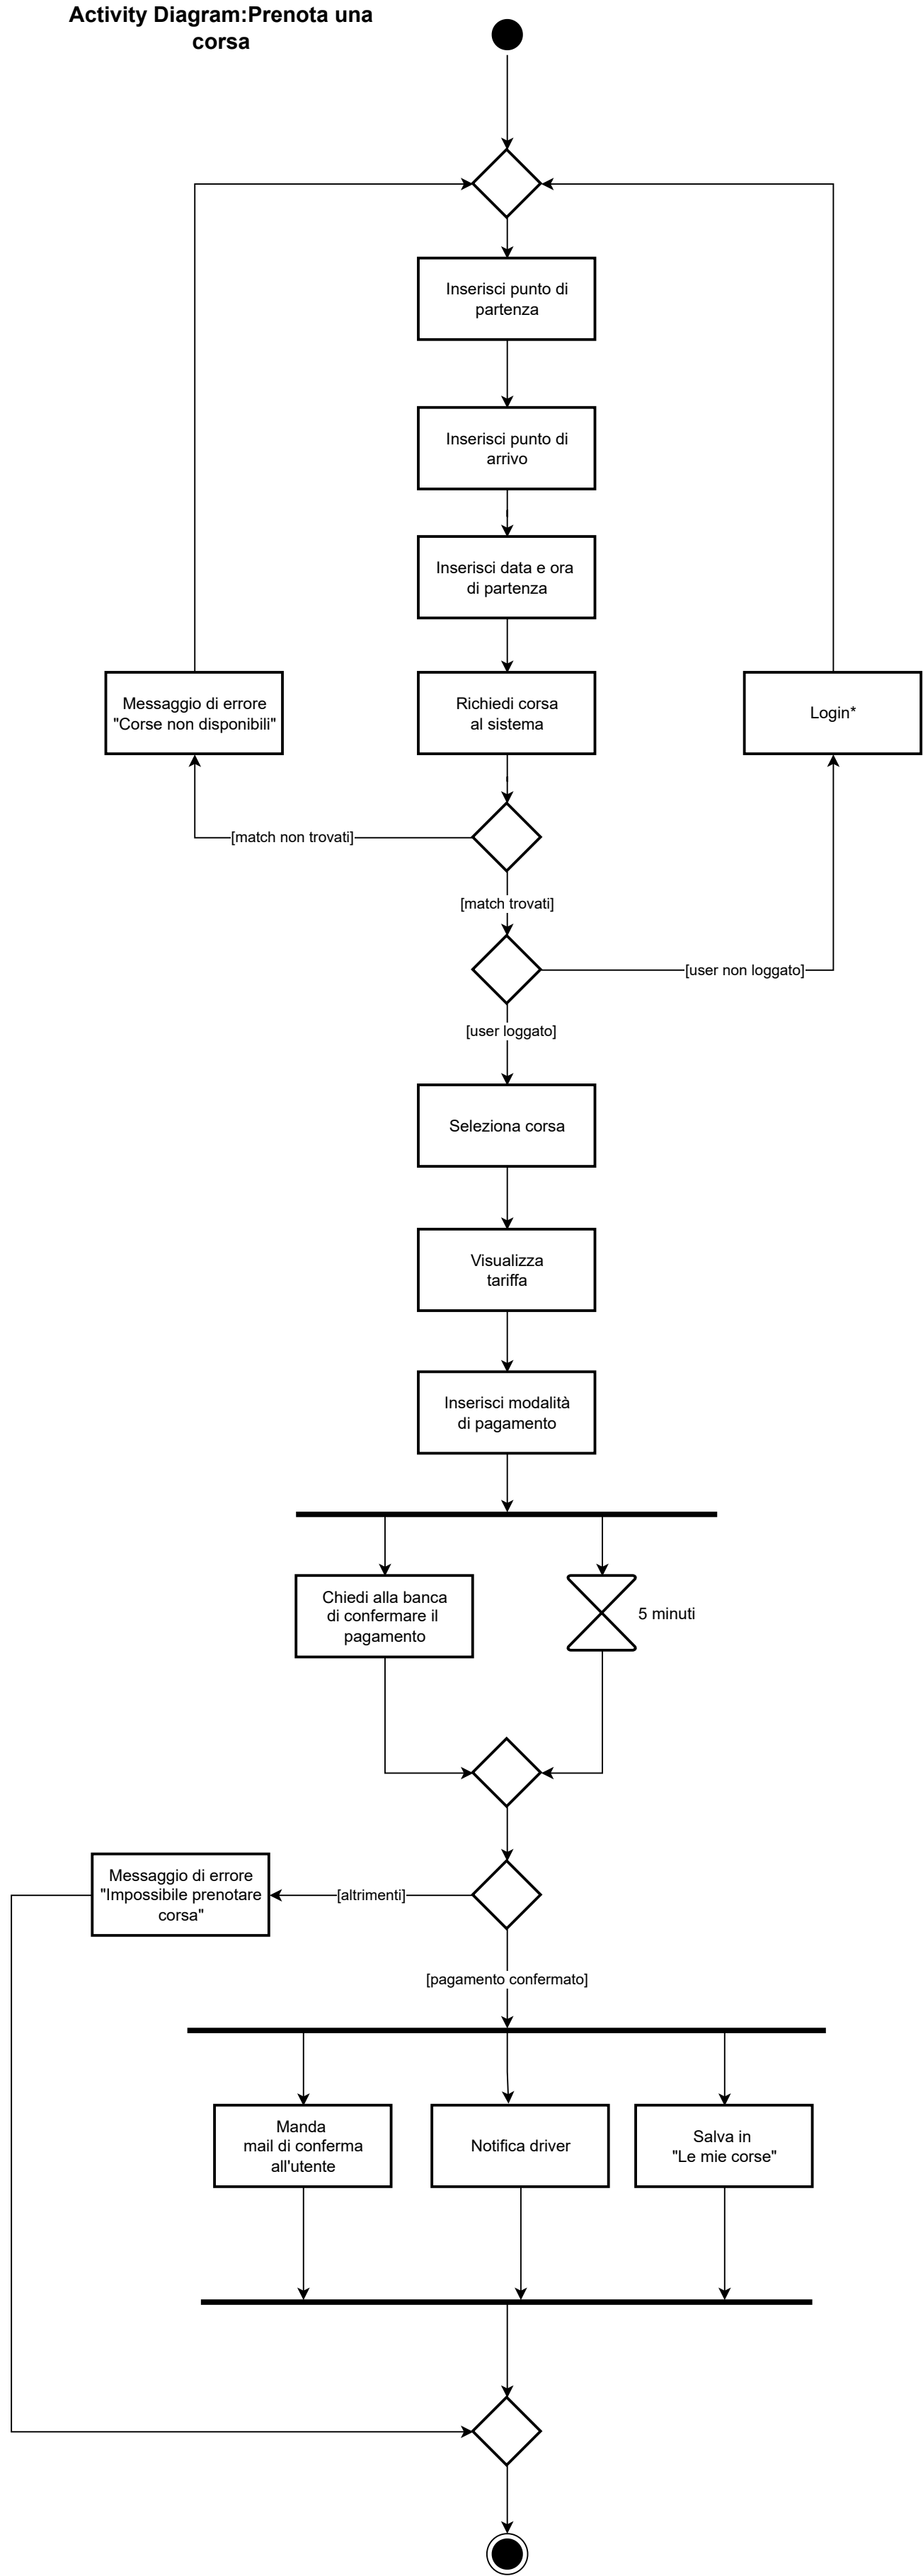 Activity Diagram:Prenota una
corsa
Inserisci punto di
partenza
Inserisci punto di
arrivo
Inserisci data e ora
di partenza
Messaggio di errore
"Corse non disponibili"
Richiedi corsa
al sistema
Login*
[match non trovati]
[match trovati]
[user non loggato]
[user loggato]
Seleziona corsa
Visualizza
tariffa
Inserisci modalità
di pagamento
Chiedi alla banca
di confermare il
pagamento
5 minuti
Messaggio di errore
"Impossibile prenotare
corsa"
[altrimenti]
[pagamento confermato]
Manda
mail di conferma
all'utente
Notifica driver
Salva in
"Le mie corse"